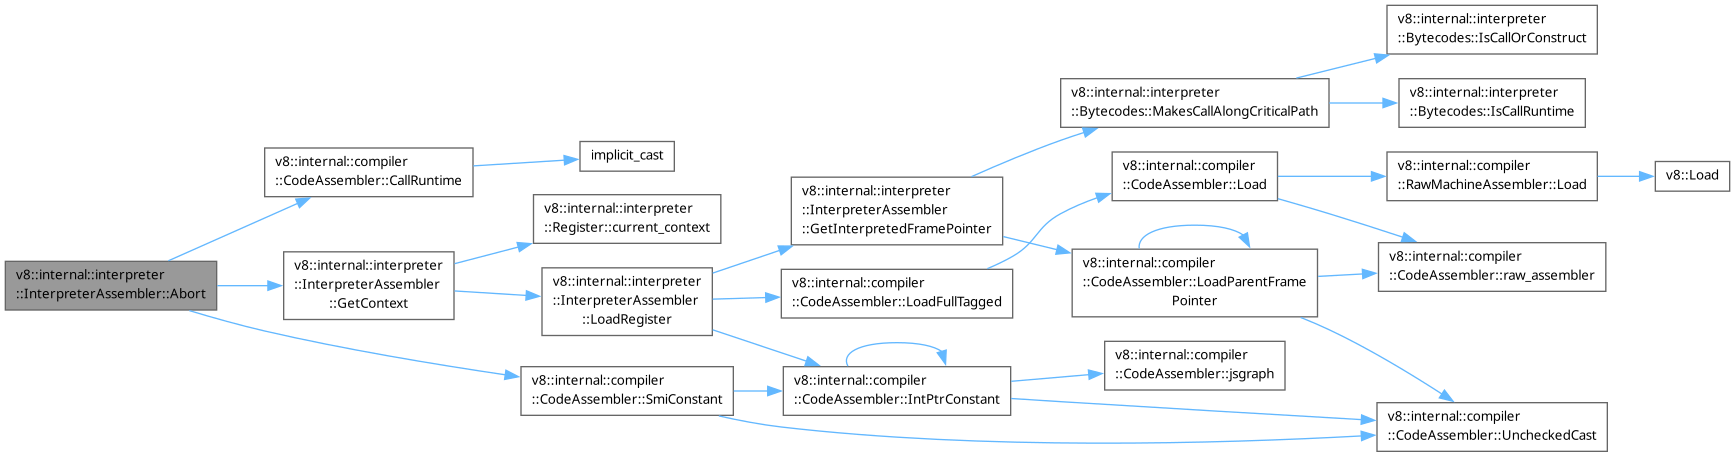 v8::internal::interpreter
::InterpreterAssembler::Abort
v8::internal::compiler
::CodeAssembler::CallRuntime
implicit_cast
v8::internal::interpreter
::InterpreterAssembler
::GetContext
v8::internal::interpreter
::Register::current_context
v8::internal::interpreter
::InterpreterAssembler
::LoadRegister
v8::internal::compiler
::CodeAssembler::SmiConstant
v8::internal::interpreter
::InterpreterAssembler
::GetInterpretedFramePointer
v8::internal::compiler
::CodeAssembler::LoadFullTagged
v8::internal::compiler
::CodeAssembler::IntPtrConstant
v8::internal::interpreter
::Bytecodes::MakesCallAlongCriticalPath
v8::internal::compiler
::CodeAssembler::Load
v8::internal::compiler
::CodeAssembler::LoadParentFrame
Pointer
v8::internal::compiler
::CodeAssembler::jsgraph
v8::internal::interpreter
::Bytecodes::IsCallOrConstruct
v8::internal::interpreter
::Bytecodes::IsCallRuntime
v8::internal::compiler
::RawMachineAssembler::Load
v8::Load
v8::internal::compiler
::CodeAssembler::raw_assembler
v8::internal::compiler
::CodeAssembler::UncheckedCast